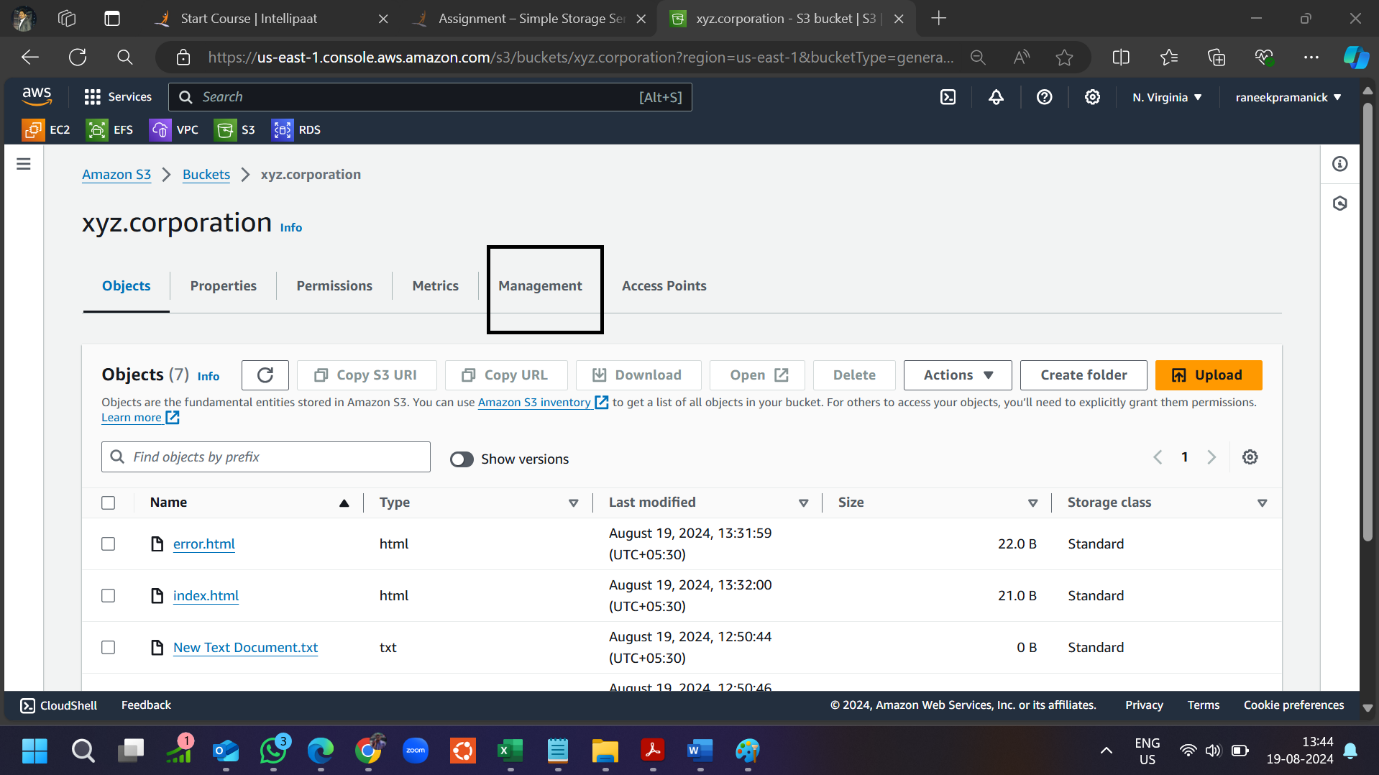 Start Course | Intellipaat
Assignment – Simple Storage Ser
xyz.corporation - S3 bucket | S3 |
https://us-east-1.console.aws.amazon.com/s3/buckets/xyz.corporation?region=us-east-1&bucketType=genera...
aws
Services
Search
[Alt+S]
N. Virginia
raneekpramanick
EC2 EFS VPC S3 RDS
Amazon S3 Buckets xyz.corporation
xyz.corporation Info
Objects Properties Permissions Metrics Management Access Points
Objects (7) Info
Copy S3 URI Copy URL Download Open Delete Actions Create folder Upload
Objects are the fundamental entities stored in Amazon S3. You can use Amazon S3 inventory to get a list of all objects in your bucket. For others to access your objects, you'll need to explicitly grant them permissions.
Learn more
Find objects by prefix
Show versions
1
Name Type Last modified Size Storage class
error.html html August 19, 2024, 13:31:59 22.0 B Standard
(UTC+05:30)
index.html html August 19, 2024, 13:32:00 21.0 B Standard
(UTC+05:30)
New Text Document.txt txt August 19, 2024, 12:50:44 0 B Standard
(UTC+05:30)
August 19, 2024, 12:50:46
CloudShell Feedback © 2024, Amazon Web Services, Inc. or its affiliates. Privacy Terms Cookie preferences
1
3
zoom
ENG
US
13:44
19-08-2024